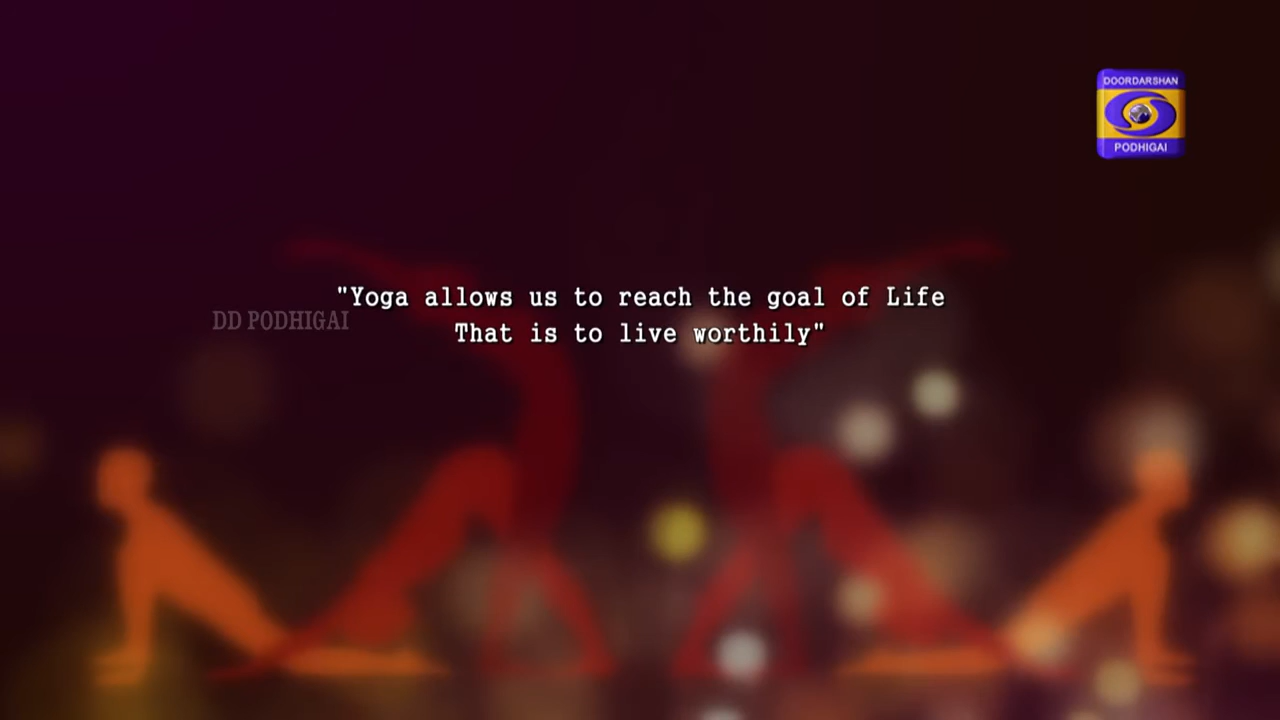 DOORDARSHAN
PODHIGAI
"Yoga allows us to reach the goal of Life
DD PODHIGAI
That is to live worthily"